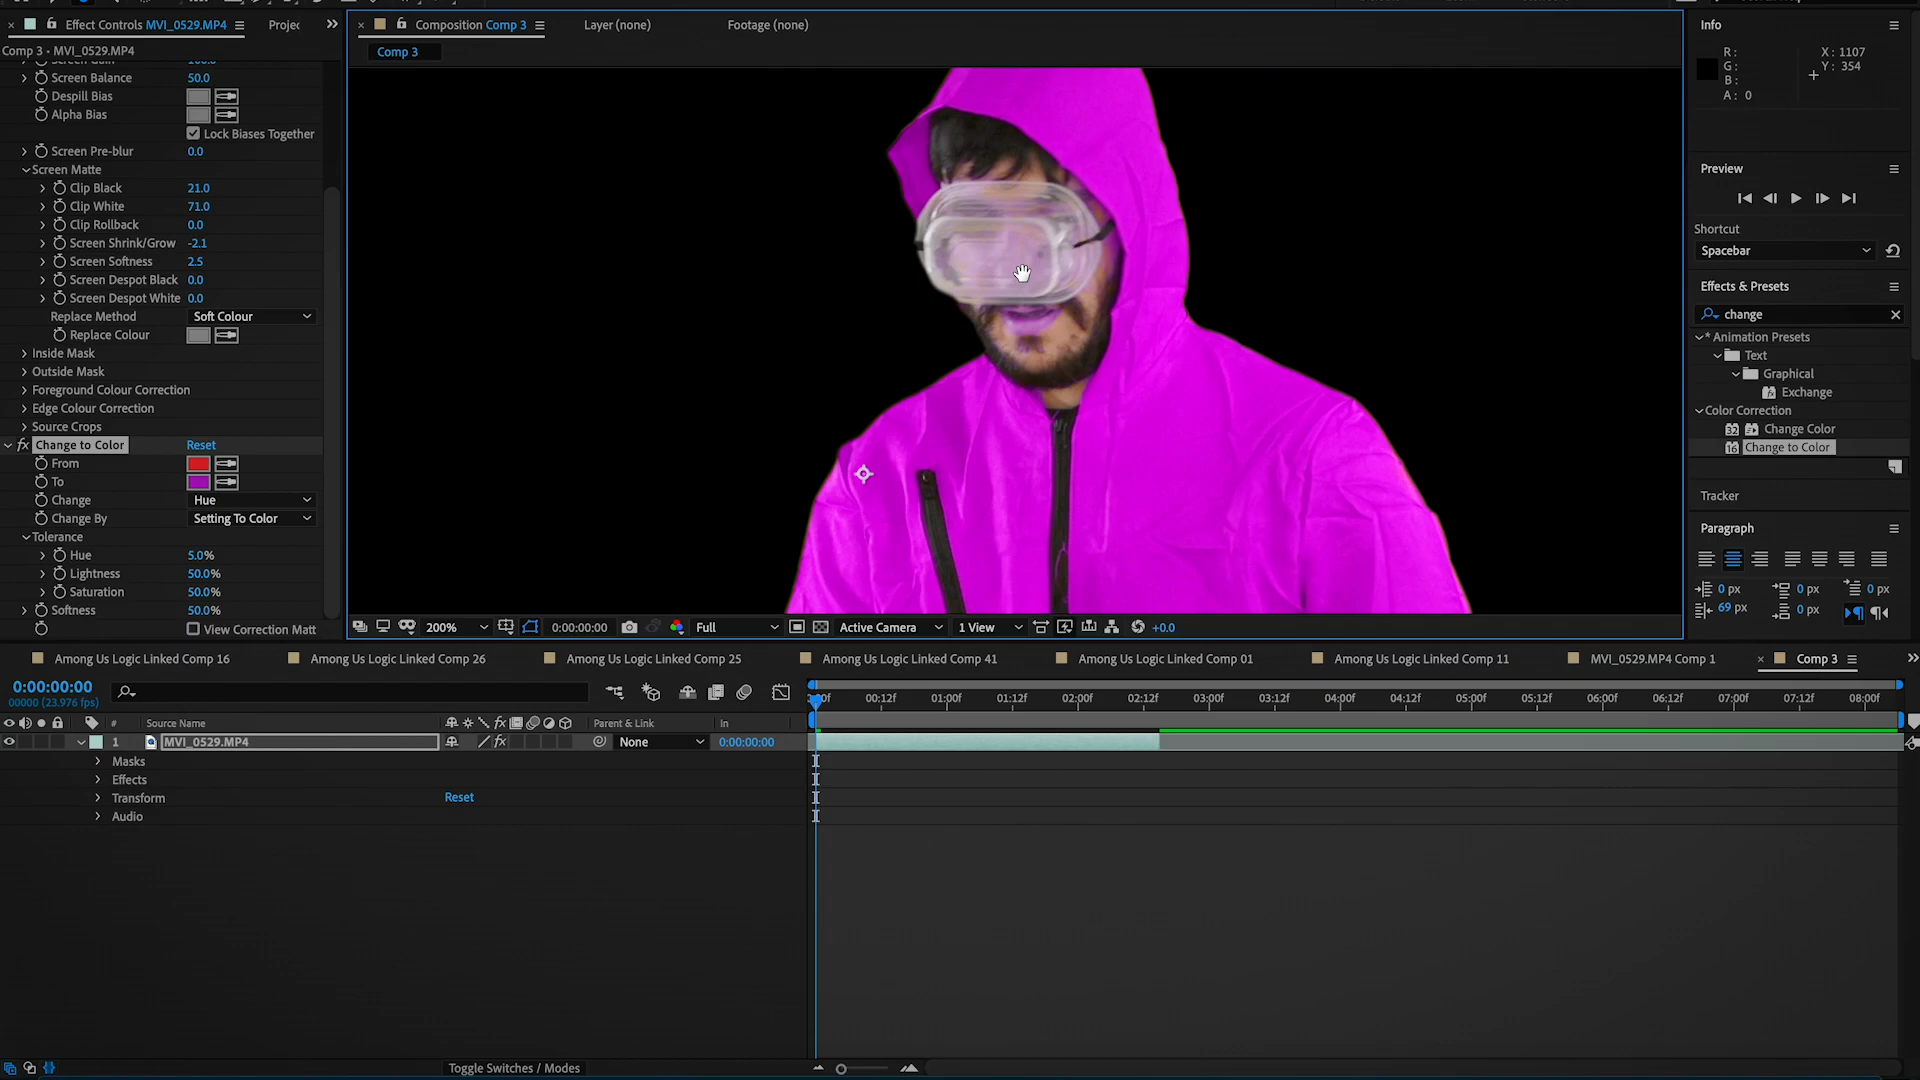 Effect Controls MVI_0529.MP4
Projec
Composition Comp 3
Layer (none)
Footage (none)
Info
Comp 3 • MVI_0529.MP4
Comp 3
R:
G:
B:
A: 0
X: 1107
Y: 354
Screen Gain
Screen Balance 50.0
Despill Bias
Alpha Bias
Lock Biases Together
Screen Pre-blur 0.0
Screen Matte
Clip Black 21.0
Clip White 71.0
Clip Rollback 0.0
Screen Shrink/Grow -2.1
Screen Softness 2.5
Screen Despot Black 0.0
Screen Despot White 0.0
Replace Method Soft Colour
Replace Colour
Inside Mask
Outside Mask
Foreground Colour Correction
Edge Colour Correction
Source Crops
fx Change to Color Reset
From
To
Change Hue
Change By Setting To Color
Tolerance
Hue 5.0%
Lightness 50.0%
Saturation 50.0%
Softness 50.0%
View Correction Matt
200%
0:00:00:00
Full
Active Camera
1 View
+0.0
Preview
Shortcut
Spacebar
Effects & Presets
change
* Animation Presets
Text
Graphical
Exchange
Color Correction
32 Change Color
16 Change to Color
Tracker
Paragraph
0 px 0 px 0 px
69 px 0 px
Among Us Logic Linked Comp 16
Among Us Logic Linked Comp 26
Among Us Logic Linked Comp 25
Among Us Logic Linked Comp 41
Among Us Logic Linked Comp 01
Among Us Logic Linked Comp 11
MVI_0529.MP4 Comp 1
Comp 3
0:00:00:00
00000 (23.976 fps)
00f 00:12f 01:00f 01:12f 02:00f 02:12f 03:00f 03:12f 04:00f 04:12f 05:00f 05:12f 06:00f 06:12f 07:00f 07:12f 08:00f
# Source Name fx Parent & Link In
1 MVI_0529.MP4 fx None 0:00:00:00
Masks
Effects
Transform Reset
Audio
Toggle Switches / Modes